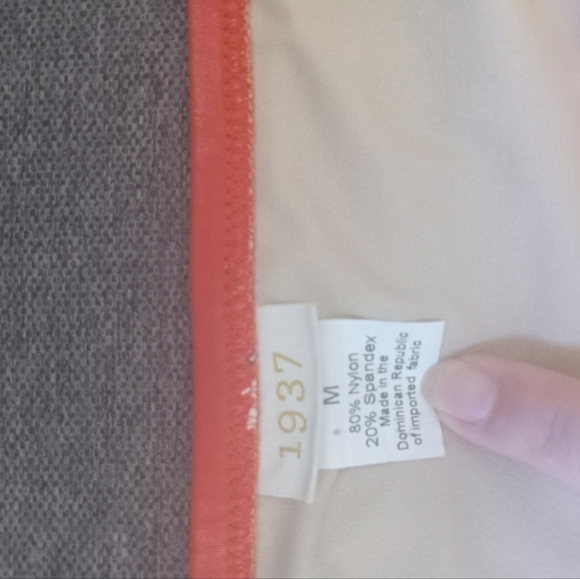 1937
M
80% Nylon
20% Spandex
Made in the
Dominican Republic
of imported fabric